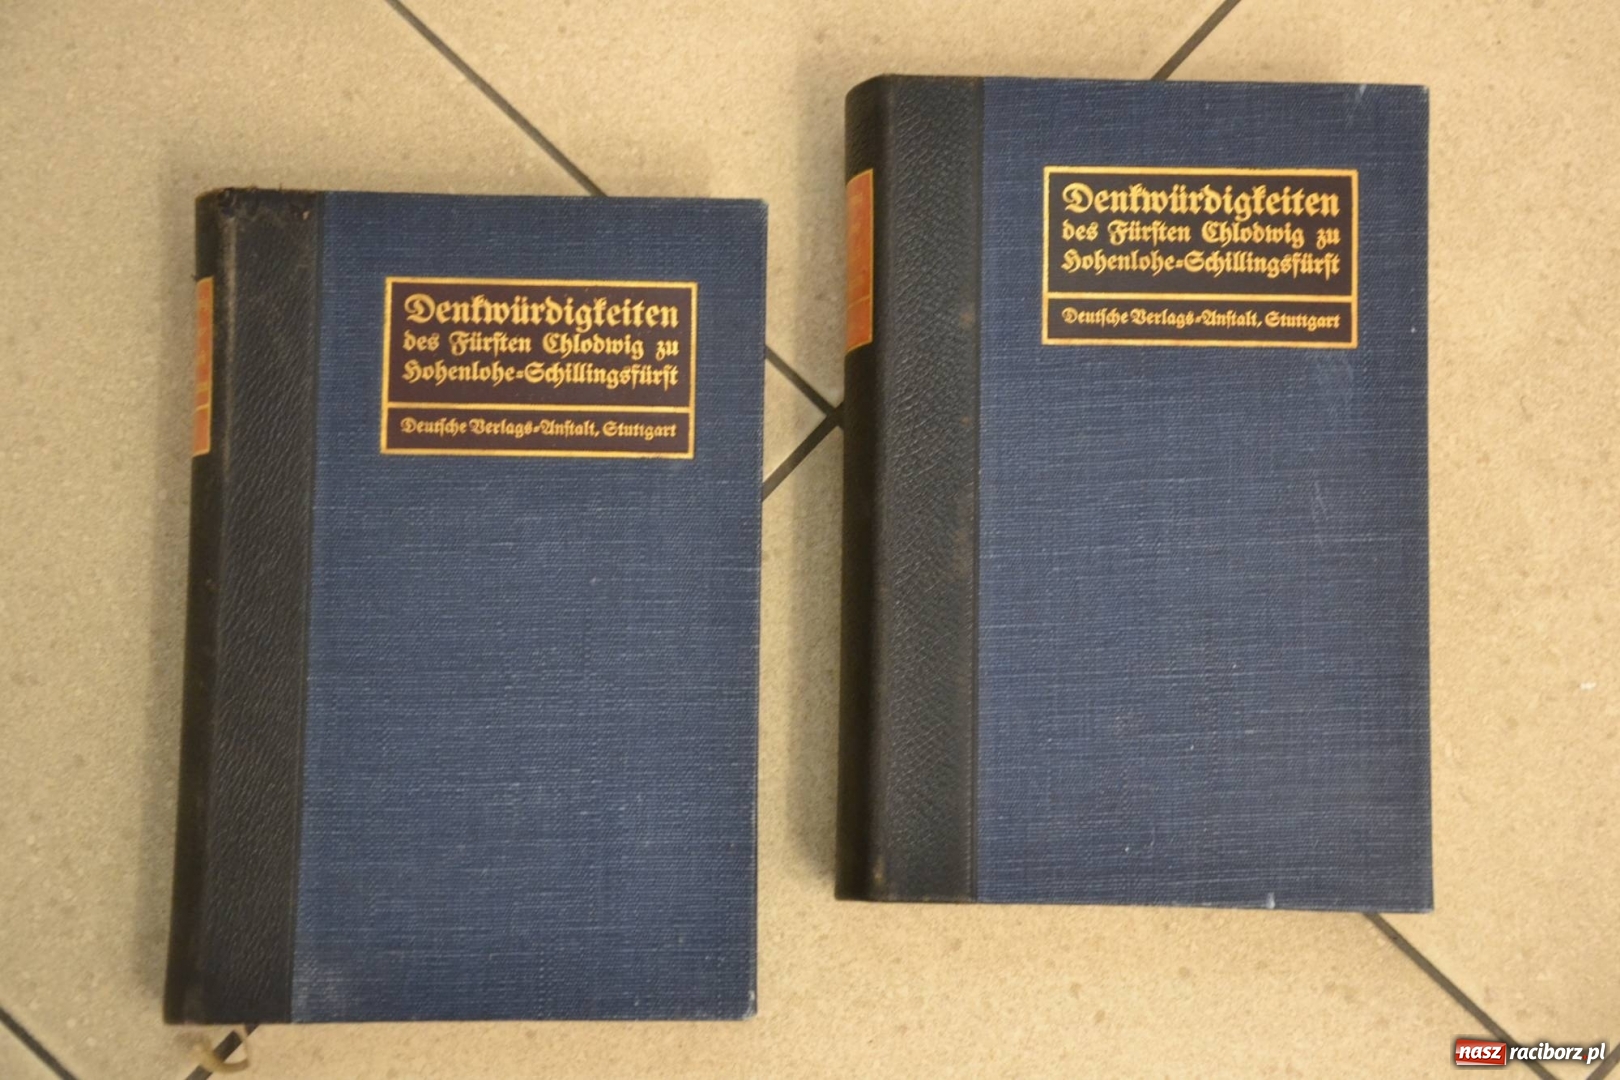 Denkwürdigkeiten
des Fürsten Chlodwig zu
Hohenlohe=Schillingsfürst
Deutsche Verlags=Anstalt, Stuttgart
Denkwürdigkeiten
des Fürsten Chlodwig zu
Hohenlohe=Schillingsfürst
Deutsche Verlags=Anstalt, Stuttgart
nasz raciborz.pl